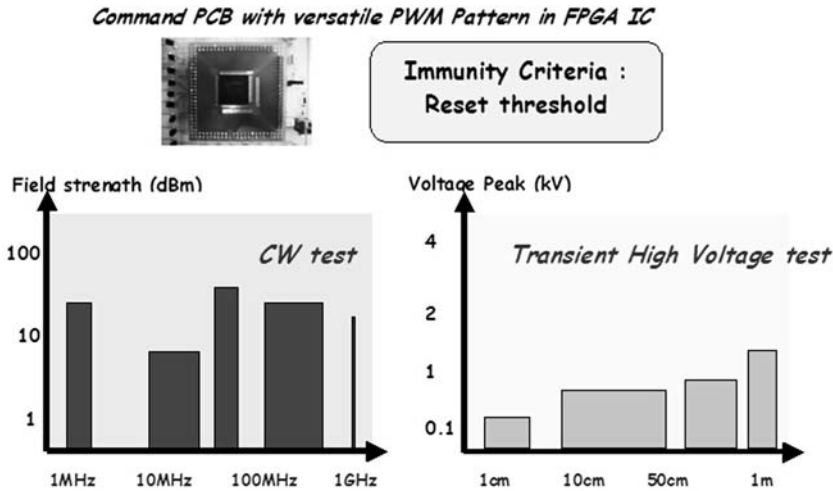 Command PCB with versatile PWM Pattern in FPGA IC
Immunity Criteria :
Reset threshold
Field strenath (dBm)
100
10
1
CW test
1MHz 10MHz 100MHz 1GHz
Voltage Peak (kV)
4
2
1
0.1
Transient High Voltage test
1cm 10cm 50cm 1m